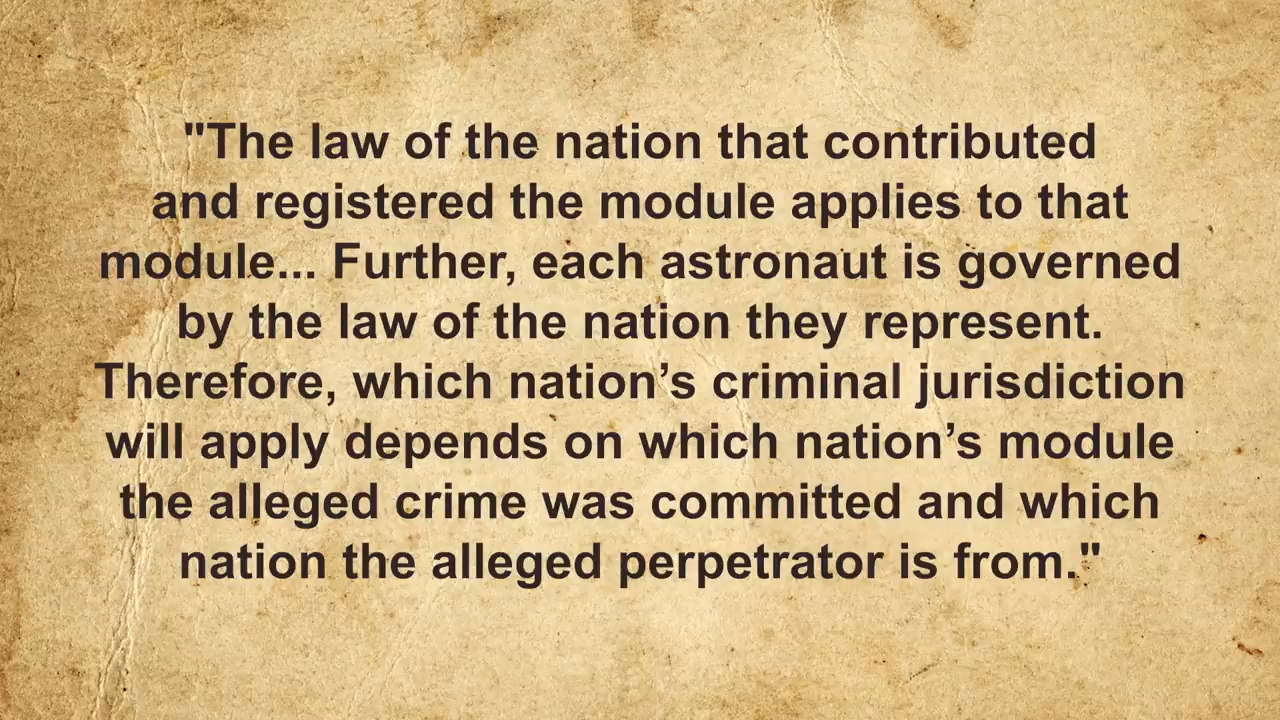 "The law of the nation that contributed
and registered the module applies to that
module... Further, each astronaut is governed
by the law of the nation they represent.
Therefore, which nation’s criminal jurisdiction
will apply depends on which nation’s module
the alleged crime was committed and which
nation the alleged perpetrator is from."